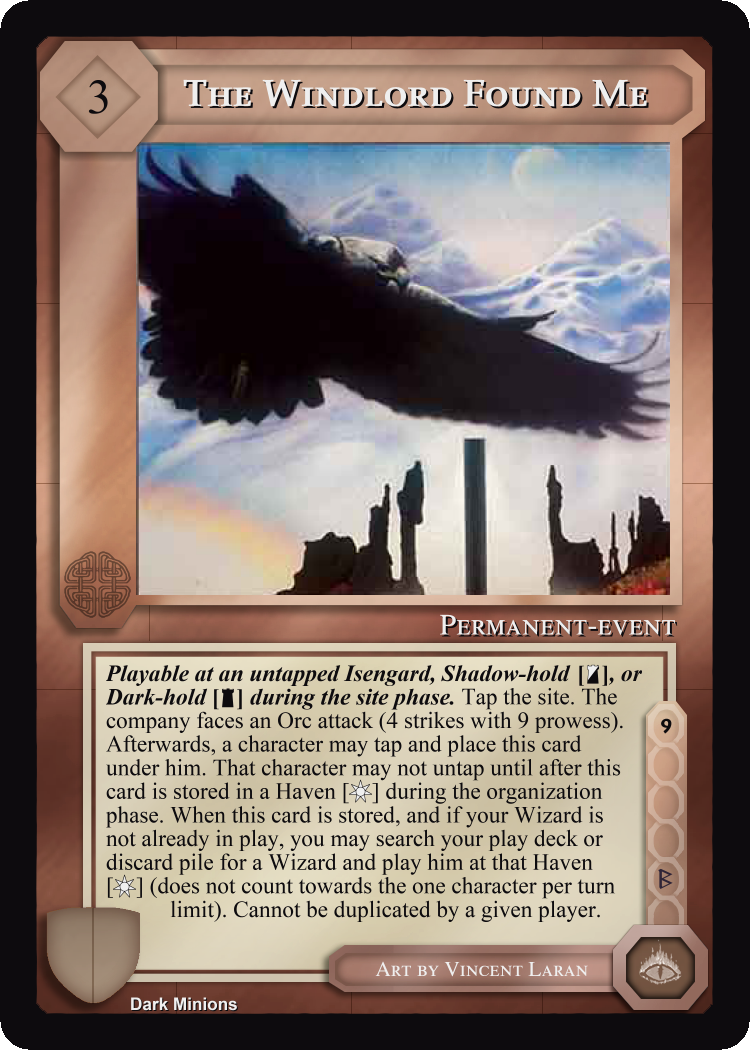 3
The Windlord Found Me
Permanent-event
Playable at an untapped Isengard, Shadow-hold [], or
Dark-hold [] during the site phase. Tap the site. The
company faces an Orc attack (4 strikes with 9 prowess).
Afterwards, a character may tap and place this card
under him. That character may not untap until after this
card is stored in a Haven [] during the organization
phase. When this card is stored, and if your Wizard is
not already in play, you may search your play deck or
discard pile for a Wizard and play him at that Haven
[] (does not count towards the one character per turn
limit). Cannot be duplicated by a given player.
9
Art by Vincent Laran
Dark Minions